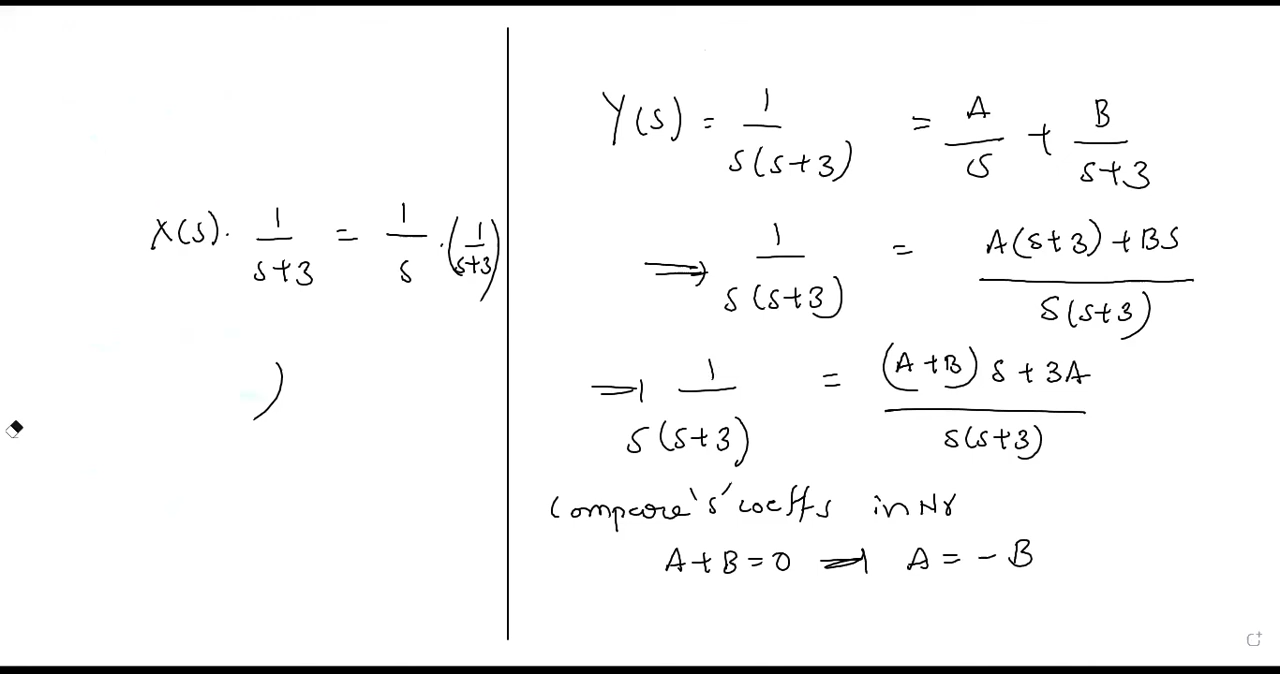 X(s). 1/(s+3) = 1/s .(1/(s+3))
)
Y(s) = 1/(s(s+3)) = A/s + B/(s+3)
⟹ 1/(s(s+3)) = (A(s+3)+BS)/(s(s+3))
⟹ 1/(s(s+3)) = ((A+B)s+3A)/(s(s+3))
Compare 's' coeffs in Nr
A+B=0 ⟹ A=-B